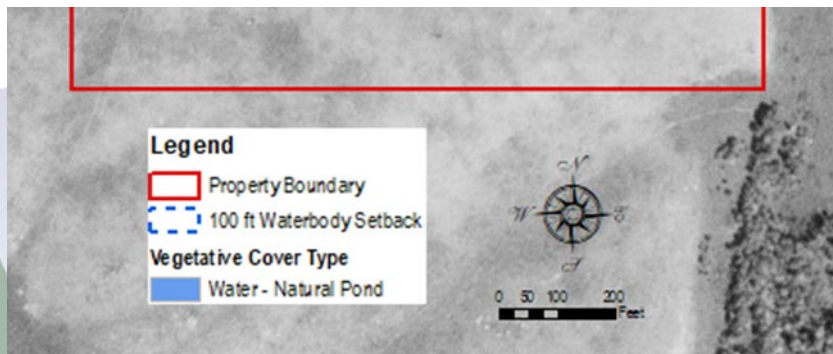 Legend
Property Boundary
100 ft Waterbody Setback
Vegetative Cover Type
Water - Natural Pond
N
W E
S
0 50 100 200
Feet